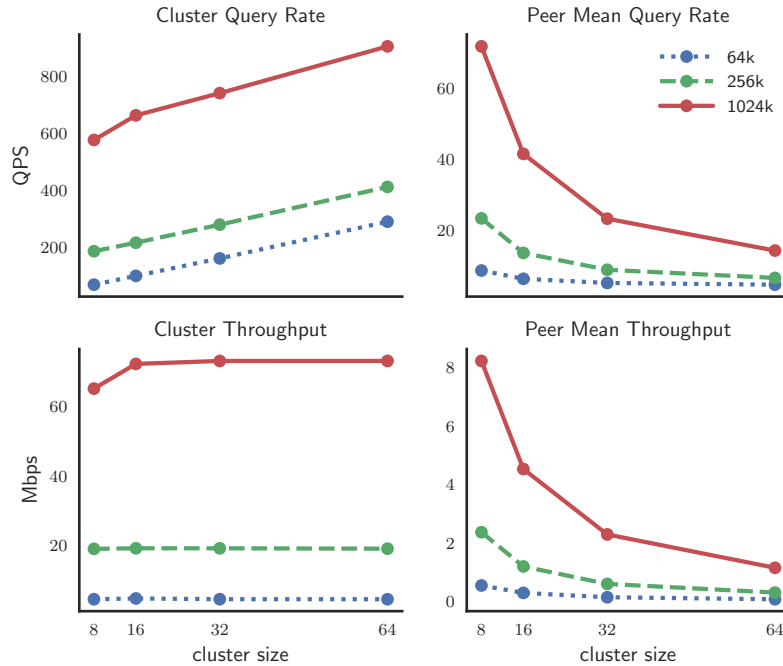 Cluster Query Rate
Peer Mean Query Rate
QPS
800
600
400
200
60
40
20
64k
256k
1024k
Cluster Throughput
Peer Mean Throughput
Mbps
60
40
20
8
6
4
2
0
8 16 32 64
8 16 32 64
cluster size
cluster size